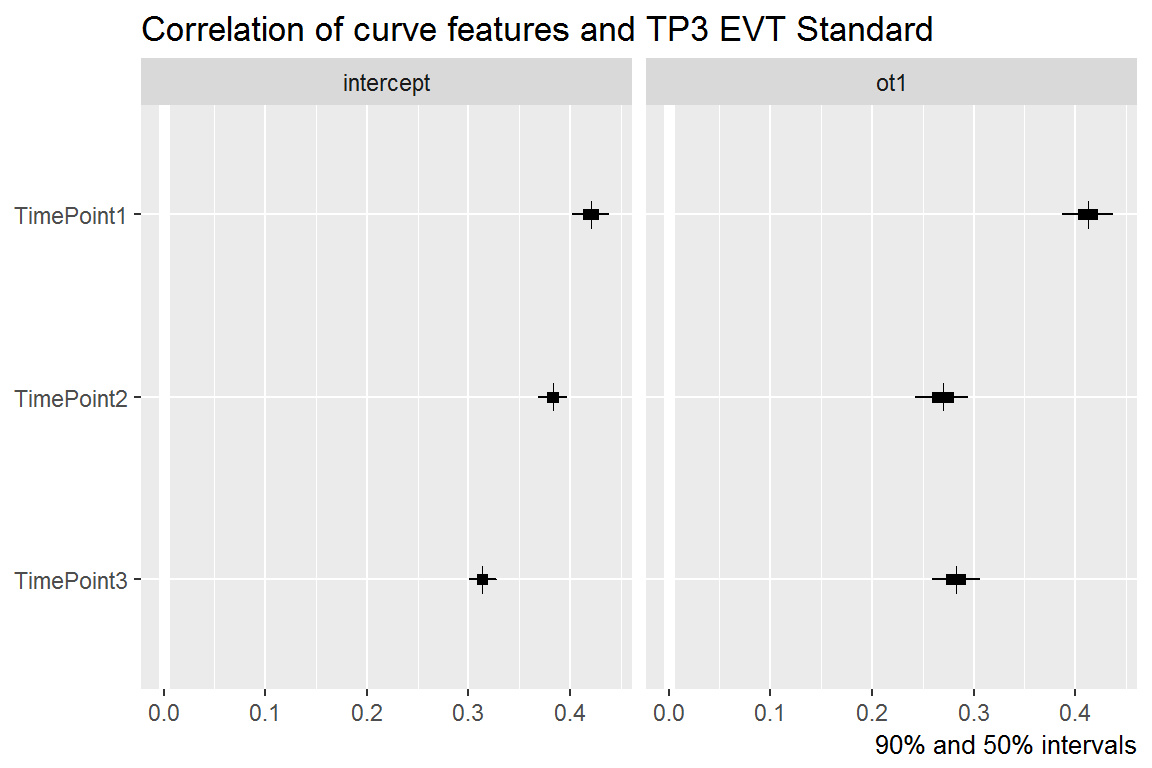 Correlation of curve features and TP3 EVT Standard
intercept
ot1
TimePoint1
TimePoint2
TimePoint3
0.0 0.1 0.2 0.3 0.4
0.0 0.1 0.2 0.3 0.4
90% and 50% intervals